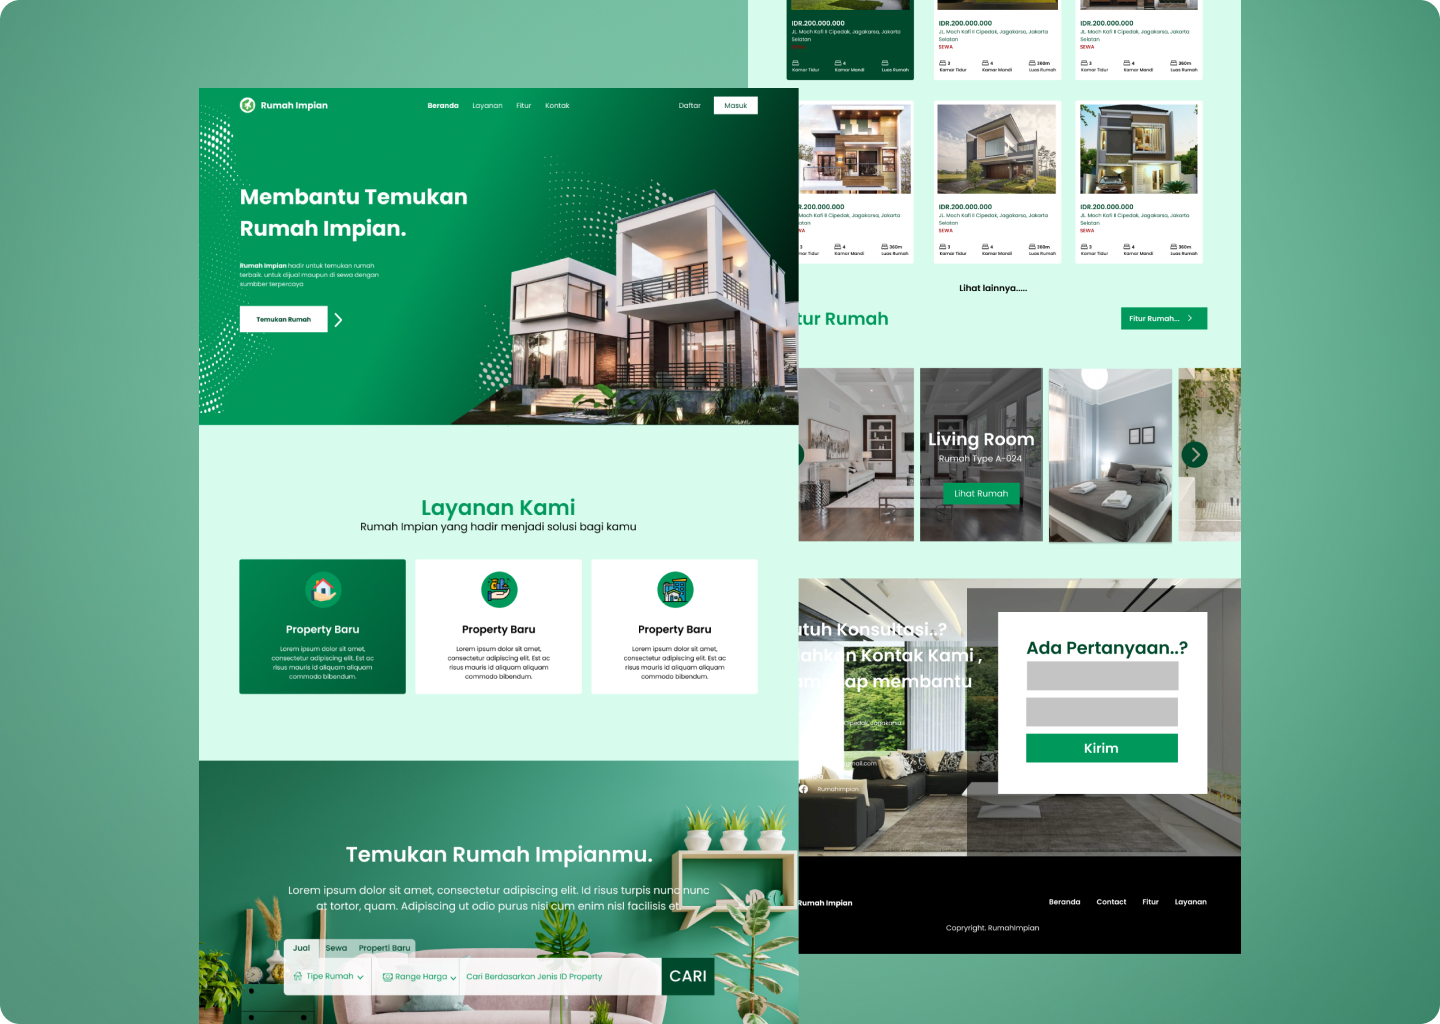 Rumah Impian
Beranda
Layanan
Fitur
Kontak
Daftar
Masuk
Membantu Temukan
Rumah Impian.
Rumah Impian hadir untuk temukan rumah
terbaik. untuk dijual maupun di sewa dengan
sumbber terpercaya
Temukan Rumah
Layanan Kami
Rumah Impian yang hadir menjadi solusi bagi kamu
Property Baru
Lorem ipsum dolor sit amet,
consectetur adipiscing elit. Est ac
risus mauris id aliquam aliquam
commodo bibendum.
Property Baru
Lorem ipsum dolor sit amet,
consectetur adipiscing elit. Est ac
risus mauris id aliquam aliquam
commodo bibendum.
Property Baru
Lorem ipsum dolor sit amet,
consectetur adipiscing elit. Est ac
risus mauris id aliquam aliquam
commodo bibendum.
Temukan Rumah Impianmu.
Lorem ipsum dolor sit amet, consectetur adipiscing elit. Id risus turpis nunc nunc
at tortor, quam. Adipiscing ut odio purus nisi cum enim nisl facilisis et.
Jual
Sewa
Properti Baru
Tipe Rumah
Range Harga
Cari Berdasarkan Jenis ID Property
CARI
IDR.200.000.000
JL. Moch Kafi II Cipedak, Jagakarsa, Jakarta
Selatan
SEWA
Kamar Tidur
4
Kamar Mandi
Luas Rumah
IDR.200.000.000
JL. Moch Kafi II Cipedak, Jagakarsa, Jakarta
Selatan
SEWA
3
Kamar Tidur
4
Kamar Mandi
360m
Luas Rumah
IDR.200.000.000
JL. Moch Kafi II Cipedak, Jagakarsa, Jakarta
Selatan
SEWA
3
Kamar Tidur
4
Kamar Mandi
360m
Luas Rumah
R.200.000.000
Moch Kafi II Cipedak, Jagakarsa, Jakarta
atan
WA
3
Kamar Tidur
4
Kamar Mandi
360m
Luas Rumah
IDR.200.000.000
JL. Moch Kafi II Cipedak, Jagakarsa, Jakarta
Selatan
SEWA
3
Kamar Tidur
4
Kamar Mandi
360m
Luas Rumah
IDR.200.000.000
JL. Moch Kafi II Cipedak, Jagakarsa, Jakarta
Selatan
SEWA
3
Kamar Tidur
4
Kamar Mandi
360m
Luas Rumah
Lihat lainnya.....
tur Rumah
Fitur Rumah...
Living Room
Rumah Type A-024
Lihat Rumah
utuh Konsultasi..?
ahkan Kontak Kami ,
ami siap membantu
Cipedak, Jagakarsa
gmail.com
Rumahimpian
Ada Pertanyaan..?
Kirim
Rumah Impian
Beranda
Contact
Fitur
Layanan
Copryright. RumahImpian